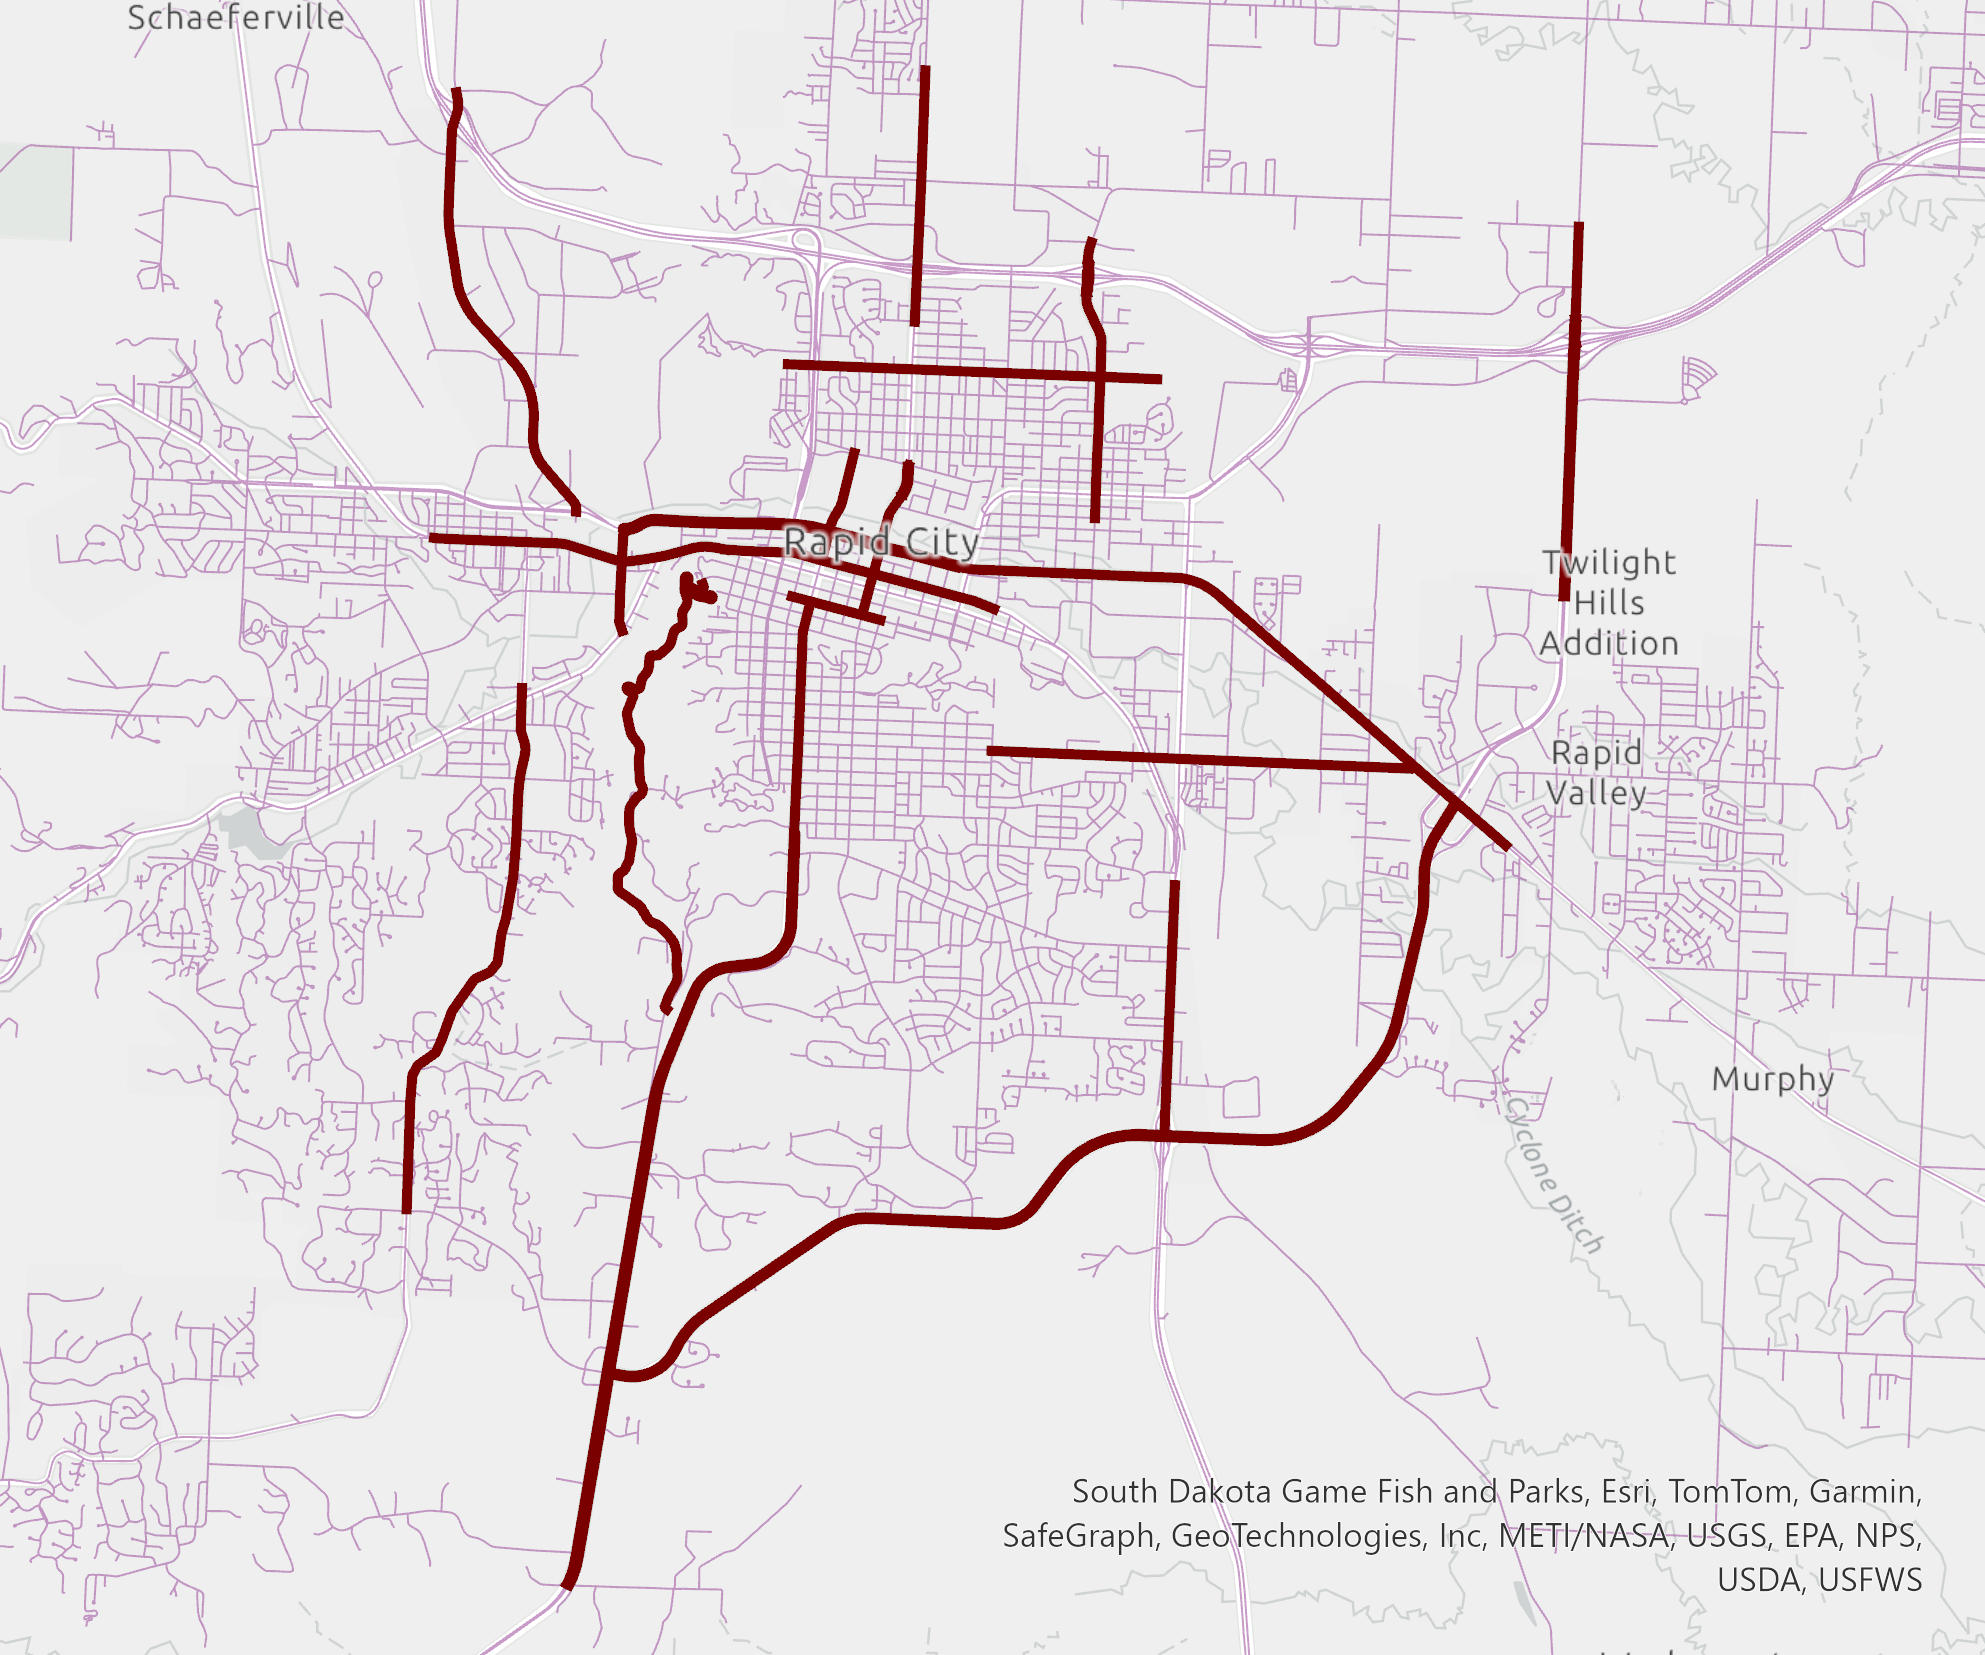 Schaeferville
Rapid City
Twilight
Hills
Addition
Rapid
Valley
Murphy
Cyclone Ditch
South Dakota Game Fish and Parks, Esri, TomTom, Garmin,
SafeGraph, GeoTechnologies, Inc, METI/NASA, USGS, EPA, NPS,
USDA, USFWS